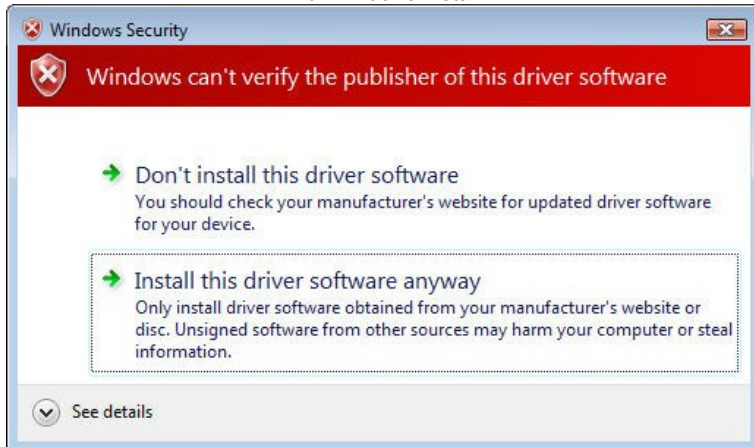 Windows Security
Windows can't verify the publisher of this driver software
Don't install this driver software
You should check your manufacturer's website for updated driver software
for your device.
Install this driver software anyway
Only install driver software obtained from your manufacturer's website or
disc. Unsigned software from other sources may harm your computer or steal
information.
See details